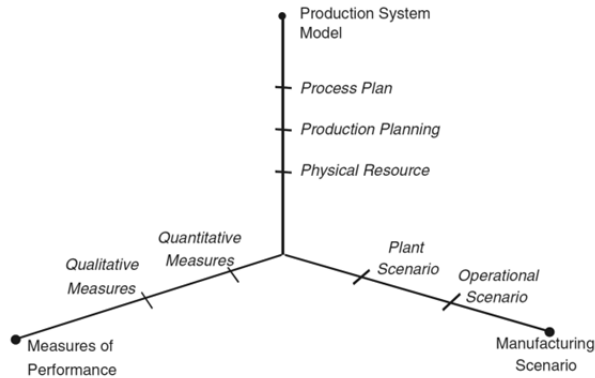 Production System
Model
Process Plan
Production Planning
Physical Resource
Quantitative
Measures
Qualitative
Measures
Plant
Scenario
Operational
Scenario
Measures of
Performance
Manufacturing
Scenario